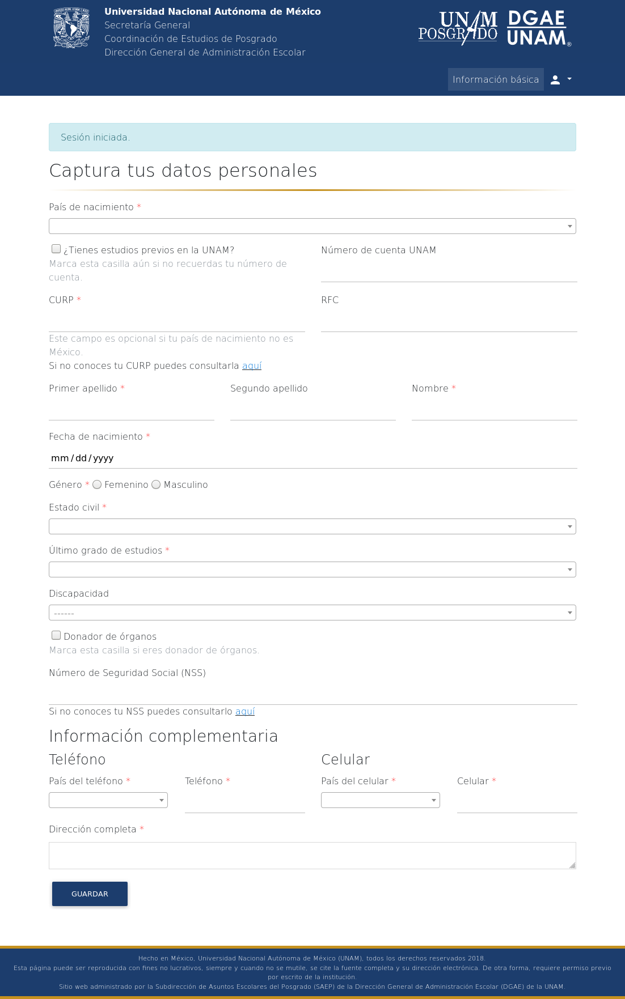 Universidad Nacional Autónoma de México
Secretaría General
Coordinación de Estudios de Posgrado
Dirección General de Administración Escolar
UNAM
POSGRADO
DGAE
UNAM®
Información básica
Sesión iniciada.
Captura tus datos personales
País de nacimiento *
¿Tienes estudios previos en la UNAM?
Marca esta casilla aún si no recuerdas tu número de
cuenta.
Número de cuenta UNAM
CURP *
Este campo es opcional si tu país de nacimiento no es
México.
Si no conoces tu CURP puedes consultarla aquí
RFC
Primer apellido *
Segundo apellido
Nombre *
Fecha de nacimiento *
mm/dd/yyyy
Género * Femenino Masculino
Estado civil *
Último grado de estudios *
Discapacidad
------
Donador de órganos
Marca esta casilla si eres donador de órganos.
Número de Seguridad Social (NSS)
Si no conoces tu NSS puedes consultarlo aquí
Información complementaria
Teléfono
Celular
País del teléfono *
Teléfono *
País del celular *
Celular *
Dirección completa *
GUARDAR
Hecho en México, Universidad Nacional Autónoma de México (UNAM), todos los derechos reservados 2018.
Esta página puede ser reproducida con fines no lucrativos, siempre y cuando no se mutile, se cite la fuente completa y su dirección electrónica. De otra forma, requiere permiso previo
por escrito de la institución.
Sitio web administrado por la Subdirección de Asuntos Escolares del Posgrado (SAEP) de la Dirección General de Administración Escolar (DGAE) de la UNAM.